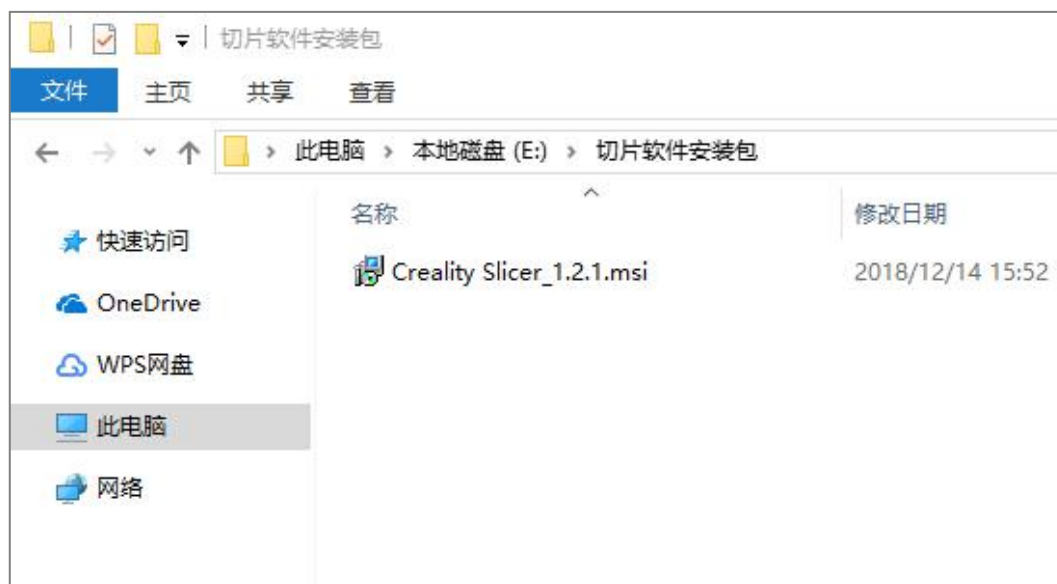 切片软件安装包
文件 主页 共享 查看
此电脑 › 本地磁盘 (E:) › 切片软件安装包
名称 修改日期
快速访问
Creality Slicer_1.2.1.msi 2018/12/14 15:52
OneDrive
WPS网盘
此电脑
网络